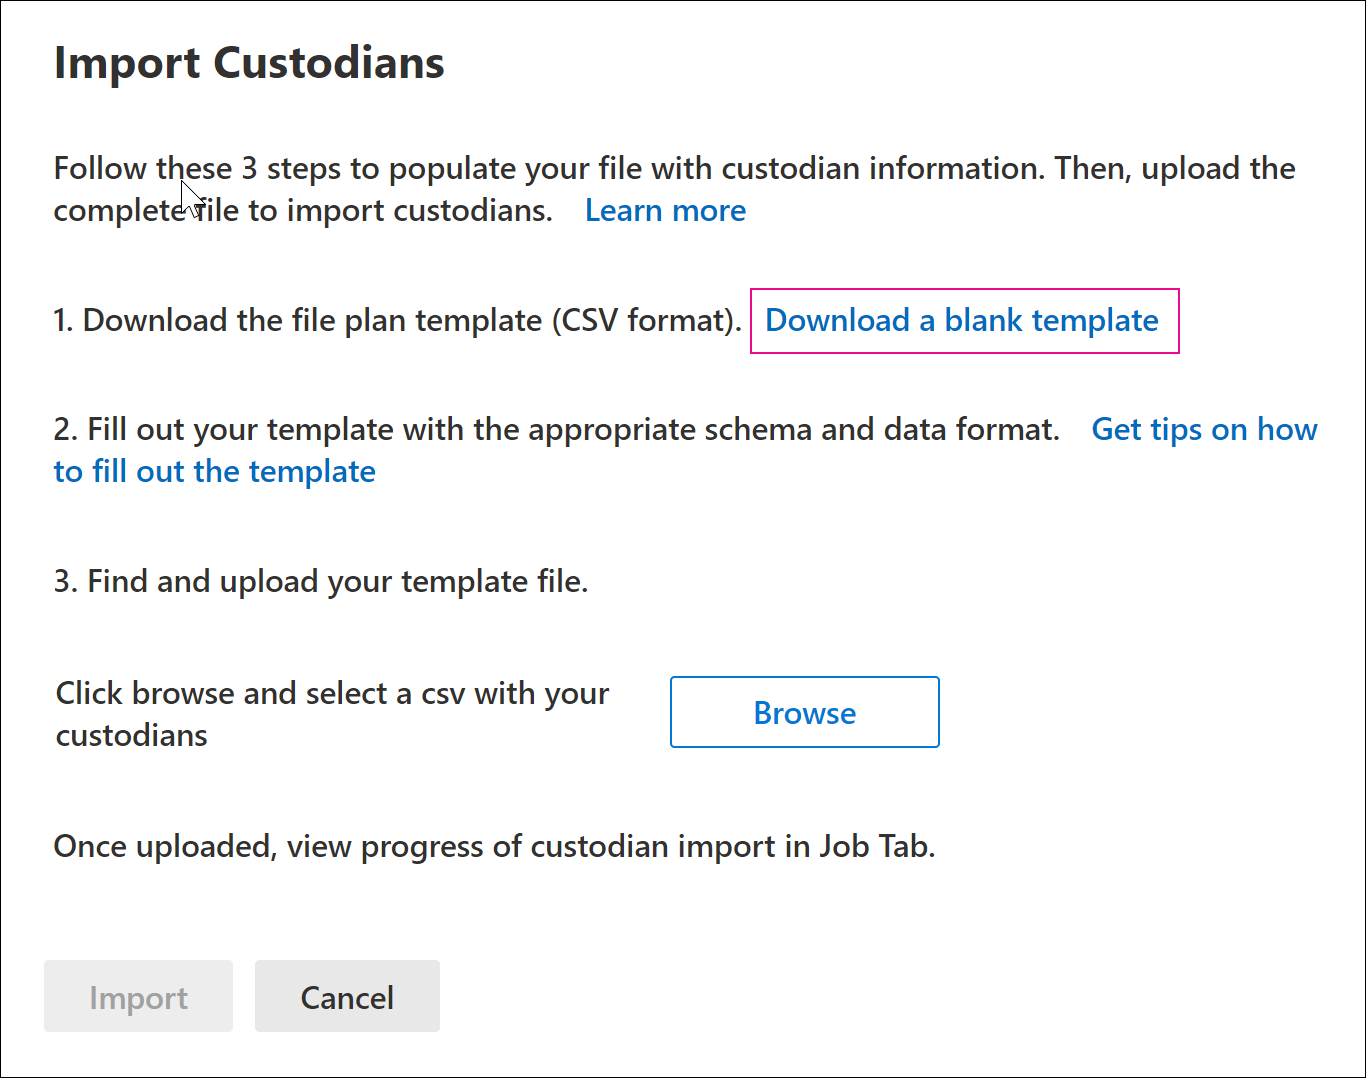 Import Custodians
Follow these 3 steps to populate your file with custodian information. Then, upload the
complete file to import custodians. Learn more
1. Download the file plan template (CSV format). Download a blank template
2. Fill out your template with the appropriate schema and data format. Get tips on how
to fill out the template
3. Find and upload your template file.
Click browse and select a csv with your
custodians
Browse
Once uploaded, view progress of custodian import in Job Tab.
Import Cancel